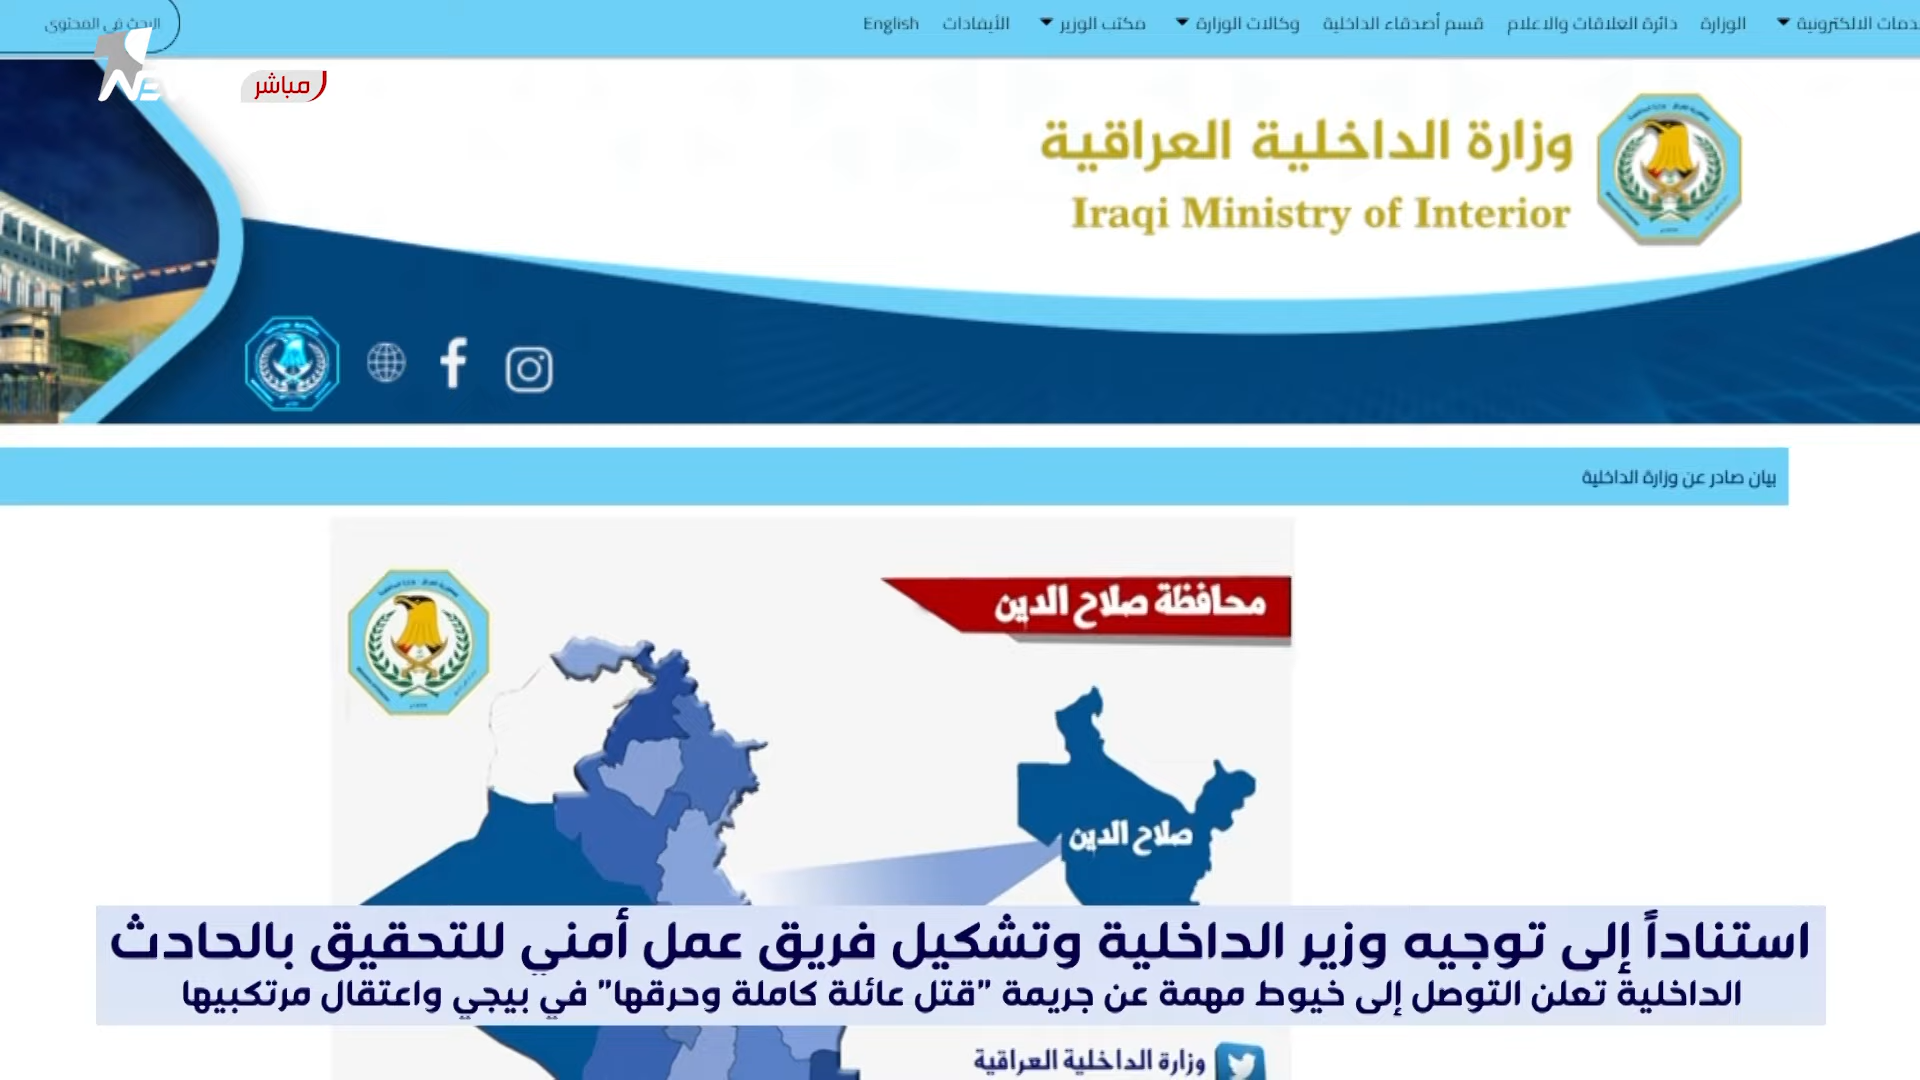 دمات الالكترونية
الوزارة
دائرة العلاقات والاعلام
قسم أصدقاء الداخلية
وكالات الوزارة
مكتب الوزير
الأيفادات
English
البحث في المحتوى
NE
مباشر
وزارة الداخلية العراقية
Iraqi Ministry of Interior
بيان صادر عن وزارة الداخلية
محافظة صلاح الدين
صلاح الدين
استناداً إلى توجيه وزير الداخلية وتشكيل فريق عمل أمني للتحقيق بالحادث
الداخلية تعلن التوصل إلى خيوط مهمة عن جريمة "قتل عائلة كاملة وحرقها" في بيجي واعتقال مرتكبيها
وزارة الداخلية العراقية